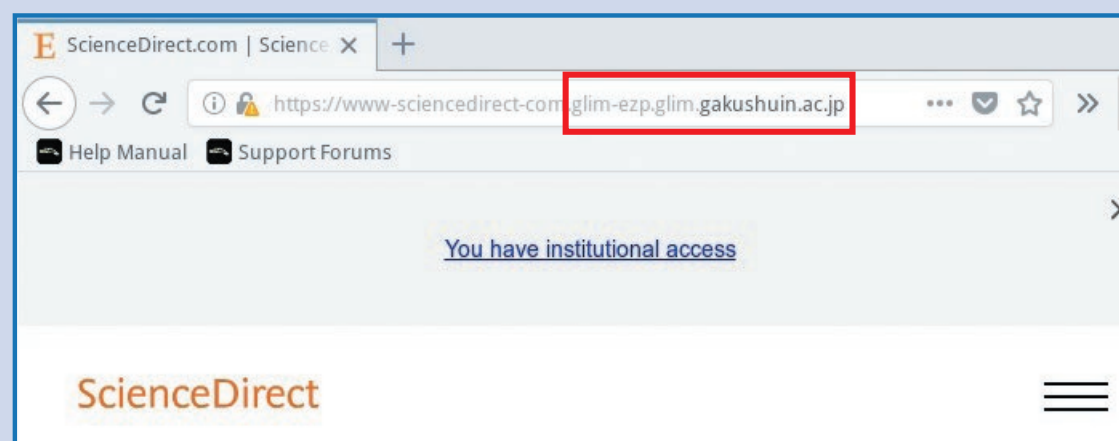 E ScienceDirect.com | Science
https://www-sciencedirect-com.glim-ezp.glim.gakushuin.ac.jp
Help Manual Support Forums
You have institutional access
ScienceDirect